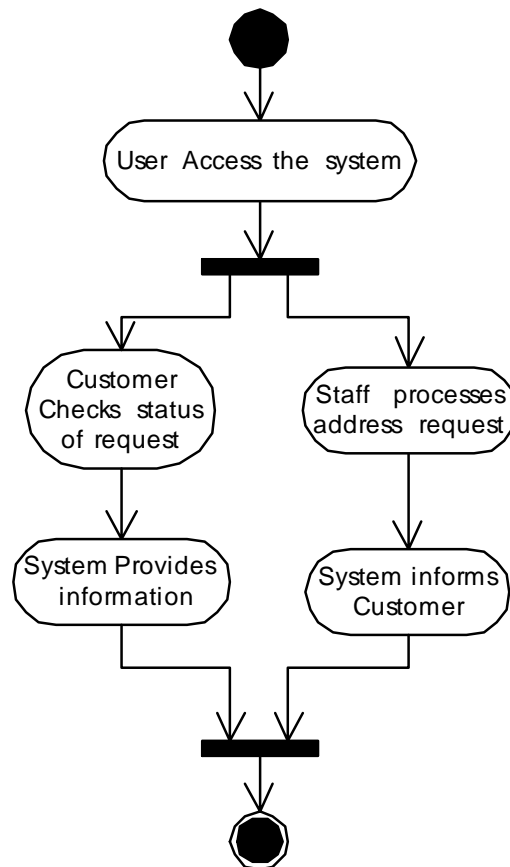 User Access the system
Customer
Checks status
of request
Staff processes
address request
System Provides
information
System informs
Customer